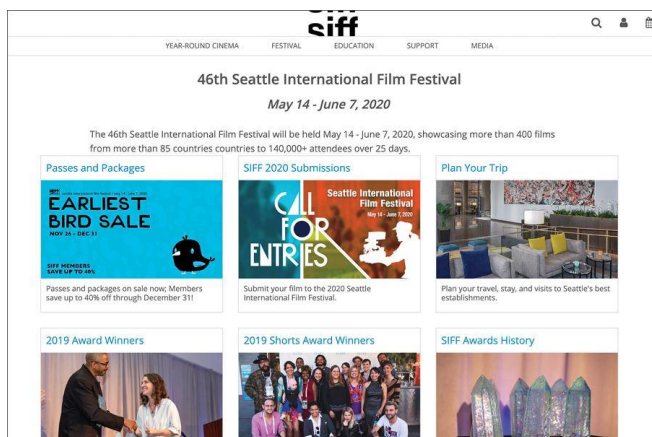 siff
YEAR-ROUND CINEMA FESTIVAL EDUCATION SUPPORT MEDIA
46th Seattle International Film Festival
May 14 - June 7, 2020
The 46th Seattle International Film Festival will be held May 14 - June 7, 2020, showcasing more than 400 films
from more than 85 countries countries to 140,000+ attendees over 25 days.
Passes and Packages
EARLIEST
BIRD SALE
NOV 26 - DEC 31
SIFF MEMBERS
SAVE UP TO 40%
Passes and packages on sale now; Members
save up to 40% off through December 31!
SIFF 2020 Submissions
CALL
FOR
ENTRIES
Seattle International
Film Festival
May 14 - June 7, 2020
Submit your film to the 2020 Seattle
International Film Festival.
Plan Your Trip
Plan your travel, stay, and visits to Seattle's best
establishments.
2019 Award Winners
2019 Shorts Award Winners
SIFF Awards History